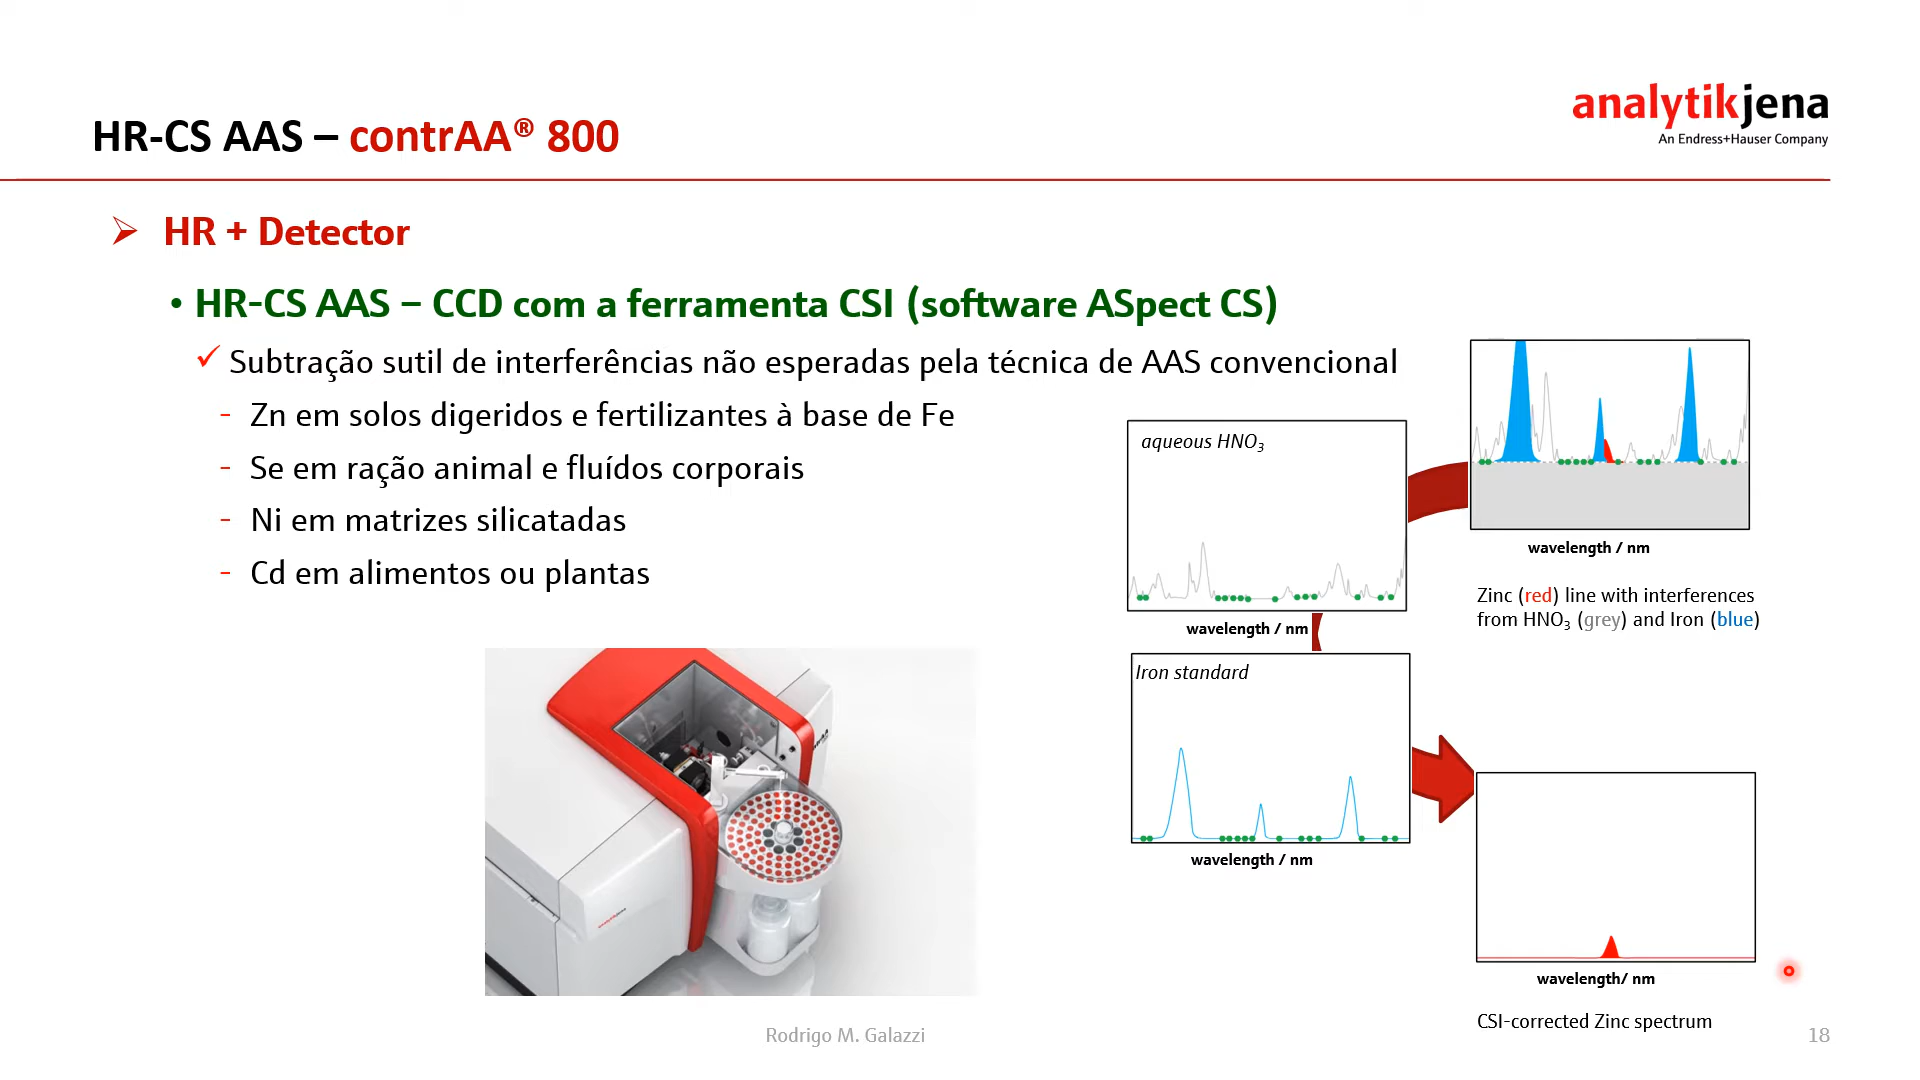 analytikjena
An Endress+Hauser Company
HR-CS AAS – contrAA® 800
➢ HR + Detector
• HR-CS AAS – CCD com a ferramenta CSI (software ASpect CS)
✓ Subtração sutil de interferências não esperadas pela técnica de AAS convencional
- Zn em solos digeridos e fertilizantes à base de Fe
- Se em ração animal e fluídos corporais
- Ni em matrizes silicatadas
- Cd em alimentos ou plantas
aqueous HNO₃
wavelength / nm
Iron standard
wavelength / nm
wavelength / nm
Zinc (red) line with interferences
from HNO₃ (grey) and Iron (blue)
wavelength/ nm
CSI-corrected Zinc spectrum
Rodrigo M. Galazzi
18